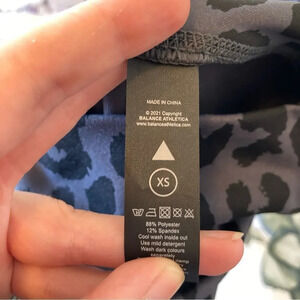 MADE IN CHINA
© 2021 Copyright
BALANCE ATHLETICA
www.balanceathletica.com
XS
88% Polyester
12% Spandex
Cool wash inside out
Use mild detergent
Wash dark colours
separately